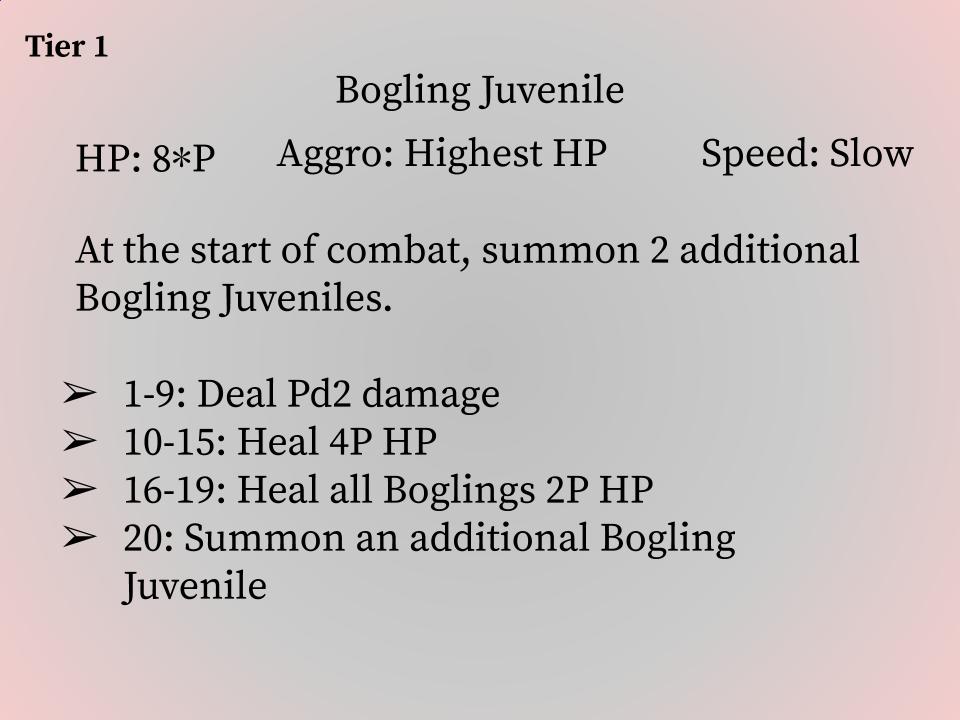 Tier 1
Bogling Juvenile
HP: 8*P Aggro: Highest HP Speed: Slow
At the start of combat, summon 2 additional
Bogling Juveniles.
➢ 1-9: Deal Pd2 damage
➢ 10-15: Heal 4P HP
➢ 16-19: Heal all Boglings 2P HP
➢ 20: Summon an additional Bogling
Juvenile